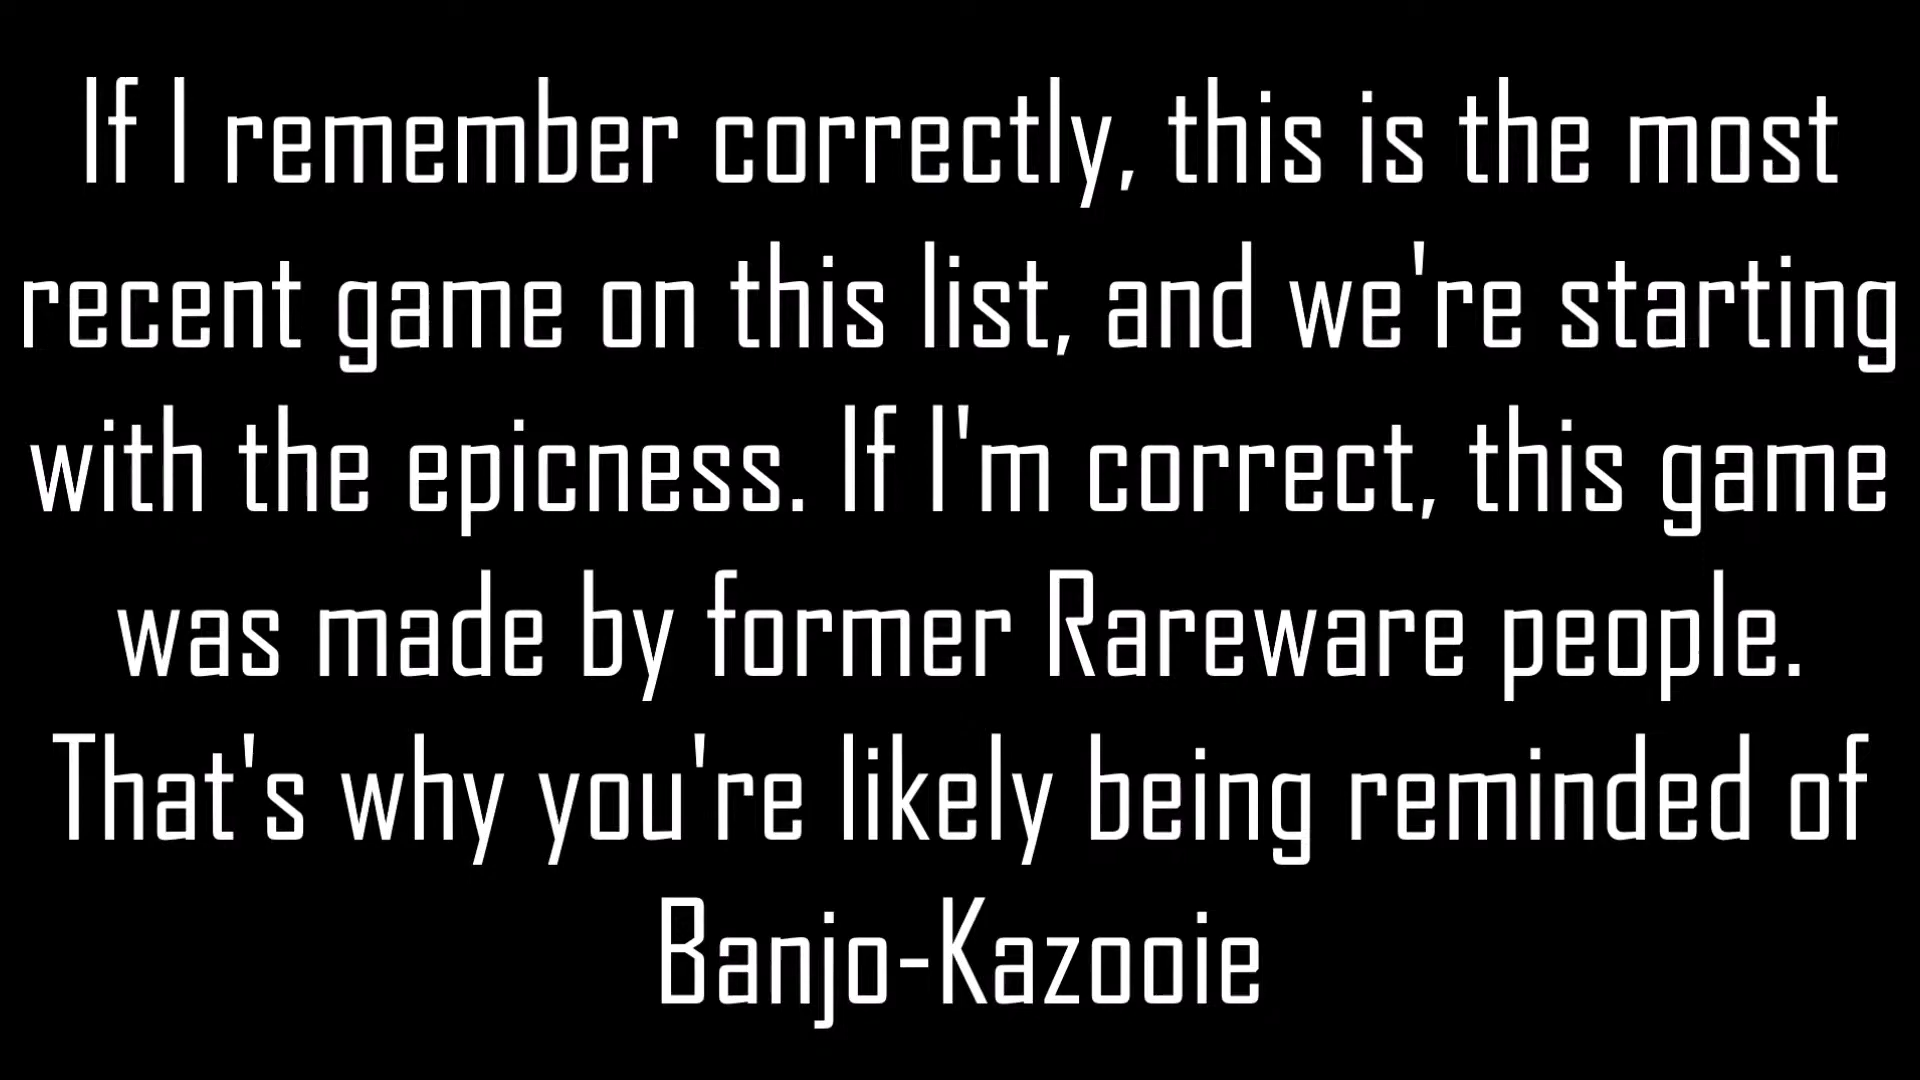 If I remember correctly, this is the most
recent game on this list, and we're starting
with the epicness. If I'm correct, this game
was made by former Rareware people.
That's why you're likely being reminded of
Banjo-Kazooie